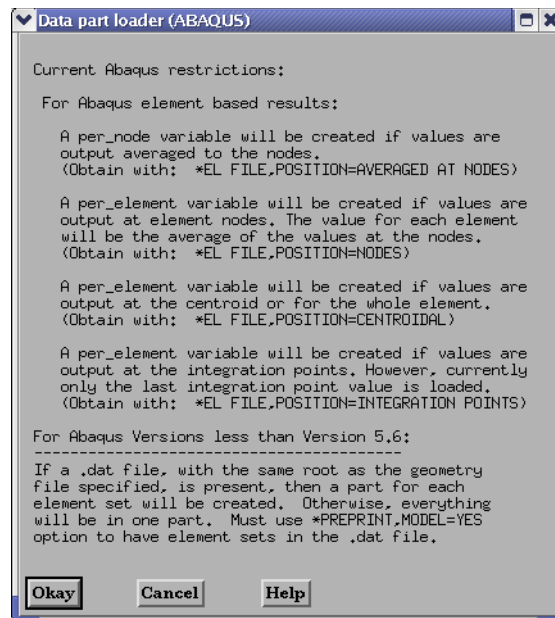 Data part loader (ABAQUS)
Current Abaqus restrictions:
For Abaqus element based results:
A per_node variable will be created if values are
output averaged to the nodes.
(Obtain with:  *EL FILE,POSITION=AVERAGED AT NODES)
A per_element variable will be created if values are
output at element nodes. The value for each element
will be the average of the values at the nodes.
(Obtain with:  *EL FILE,POSITION=NODES)
A per_element variable will be created if values are
output at the centroid or for the whole element.
(Obtain with:  *EL FILE,POSITION=CENTROIDAL)
A per_element variable will be created if values are
output at the integration points. However, currently
only the last integration point value is loaded.
(Obtain with:  *EL FILE,POSITION=INTEGRATION POINTS)
For Abaqus Versions less than Version 5.6:
-----------------------------------------
If a .dat file, with the same root as the geometry
file specified, is present, then a part for each
element set will be created.  Otherwise, everything
will be in one part.  Must use *PREPRINT,MODEL=YES
option to have element sets in the .dat file.
Okay Cancel Help